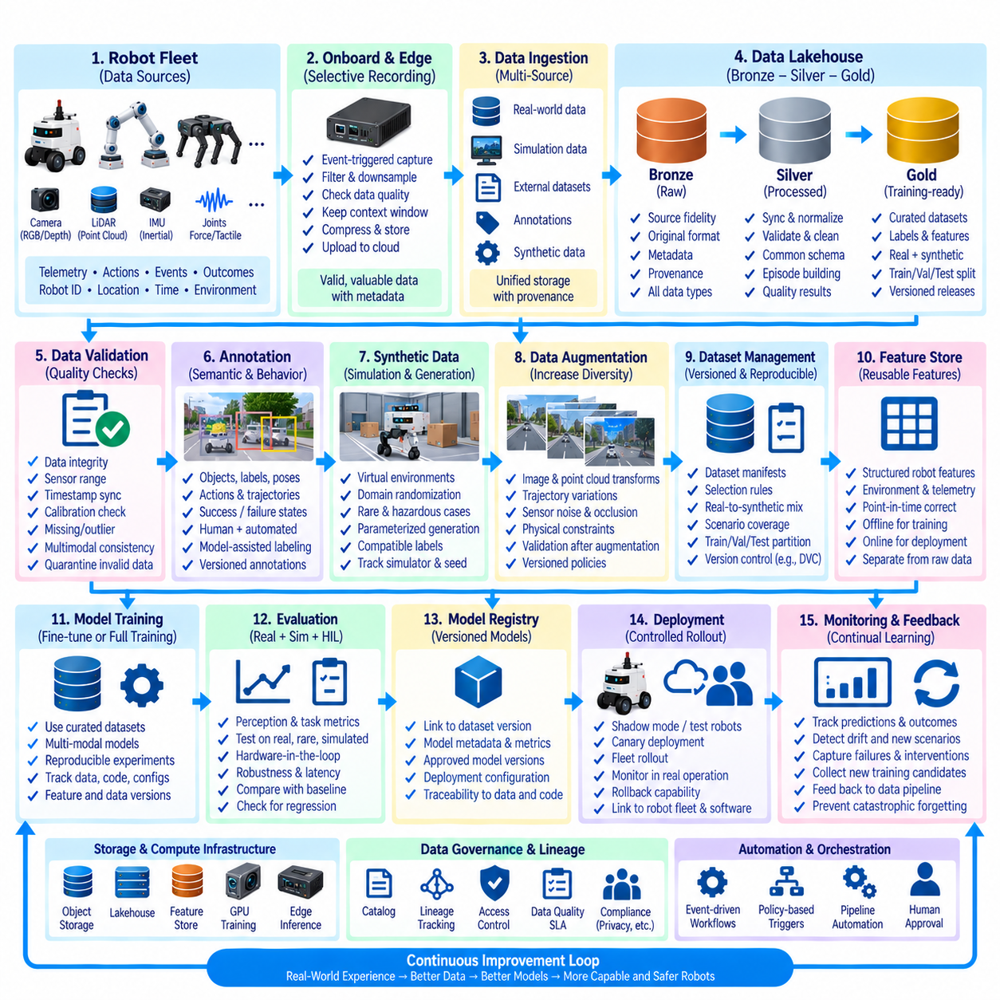 1. Robot Fleet
(Data Sources)
Camera
(RGB/Depth)
LiDAR
(Point Cloud)
IMU
(Inertial)
Joints
Force/Tactile
...
...
Telemetry • Actions • Events • Outcomes
Robot ID • Location • Time • Environment
2. Onboard & Edge
(Selective Recording)
Event-triggered capture
Filter & downsample
Check data quality
Keep context window
Compress & store
Upload to cloud
Valid, valuable data
with metadata
3. Data Ingestion
(Multi-Source)
Real-world data
Simulation data
External datasets
Annotations
Synthetic data
Unified storage
with provenance
4. Data Lakehouse
(Bronze – Silver – Gold)
Bronze
(Raw)
Source fidelity
Original format
Metadata
Provenance
All data types
Silver
(Processed)
Sync & normalize
Validate & clean
Common schema
Episode building
Quality results
Gold
(Training-ready)
Curated datasets
Labels & features
Real + synthetic
Train/Val/Test split
Versioned releases
5. Data Validation
(Quality Checks)
Data integrity
Sensor range
Timestamp sync
Calibration check
Missing/outlier
Multimodal consistency
Quarantine invalid data
6. Annotation
(Semantic & Behavior)
Objects, labels, poses
Actions & trajectories
Success / failure states
Human + automated
Model-assisted labeling
Versioned annotations
7. Synthetic Data
(Simulation & Generation)
Virtual environments
Domain randomization
Rare & hazardous cases
Parameterized generation
Compatible labels
Track simulator & seed
8. Data Augmentation
(Increase Diversity)
Image & point cloud transforms
Trajectory variations
Sensor noise & occlusion
Physical constraints
Validation after augmentation
Versioned policies
9. Dataset Management
(Versioned & Reproducible)
Dataset manifests
Selection rules
Real-to-synthetic mix
Scenario coverage
Train/Val/Test partition
Version control (e.g., DVC)
10. Feature Store
(Reusable Features)
Structured robot features
Environment & telemetry
Point-in-time correct
Offline for training
Online for deployment
Separate from raw data
11. Model Training
(Fine-tune or Full Training)
Use curated datasets
Multi-modal models
Reproducible experiments
Track data, code, configs
Feature and data versions
12. Evaluation
(Real + Sim + HIL)
Perception & task metrics
Test on real, rare, simulated
Hardware-in-the-loop
Robustness & latency
Compare with baseline
Check for regression
13. Model Registry
(Versioned Models)
Link to dataset version
Model metadata & metrics
Approved model versions
Deployment configuration
Traceability to data and code
14. Deployment
(Controlled Rollout)
Shadow mode / test robots
Canary deployment
Fleet rollout
Monitor in real operation
Rollback capability
Link to robot fleet & software
15. Monitoring & Feedback
(Continual Learning)
Track predictions & outcomes
Detect drift and new scenarios
Capture failures & interventions
Collect new training candidates
Feed back to data pipeline
Prevent catastrophic forgetting
Storage & Compute Infrastructure
Object
Storage
Lakehouse
Feature
Store
GPU
Training
Edge
Inference
Data Governance & Lineage
Catalog
Lineage
Tracking
Access
Control
Data Quality
SLA
Compliance
(Privacy, etc.)
Automation & Orchestration
Event-driven
Workflows
Policy-based
Triggers
Pipeline
Automation
Human
Approval
Continuous Improvement Loop
Real-World Experience → Better Data → Better Models → More Capable and Safer Robots